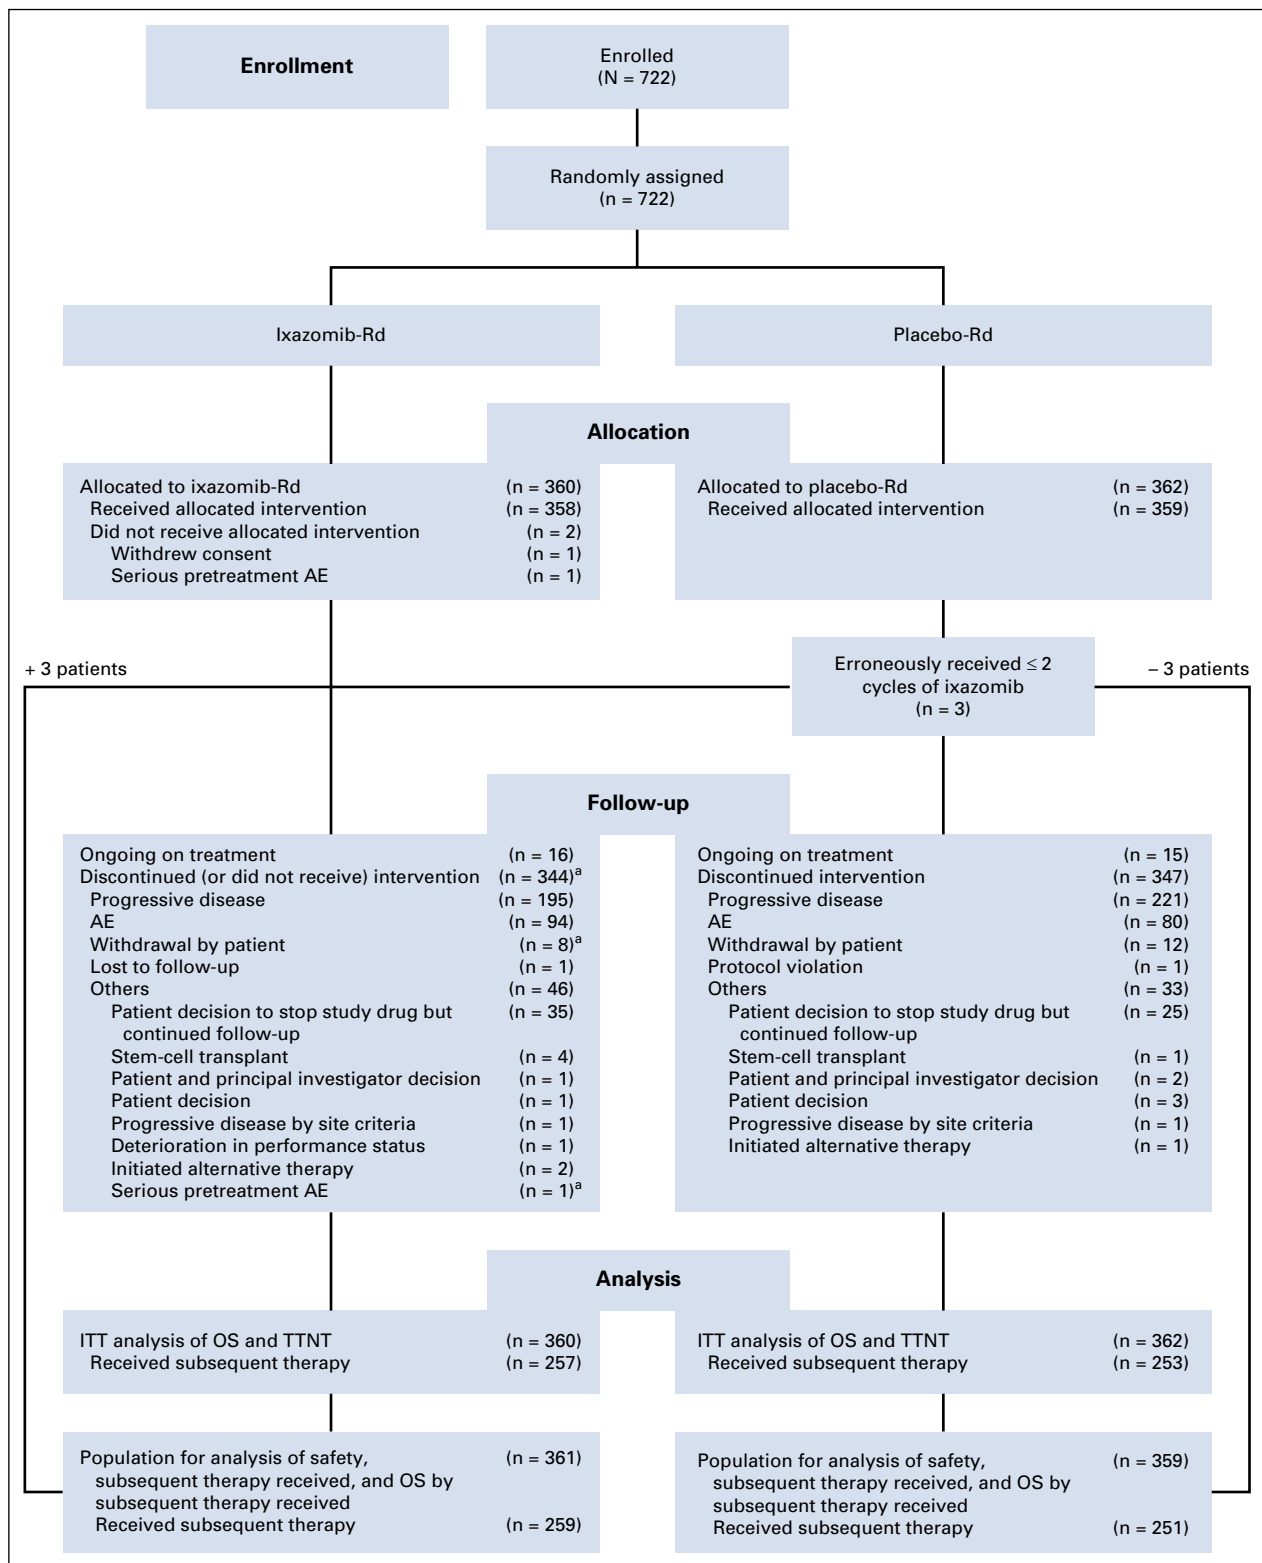 Enrollment
Enrolled
(N = 722)
Randomly assigned
(n = 722)
Ixazomib-Rd
Placebo-Rd
Allocation
Allocated to ixazomib-Rd (n = 360)
Received allocated intervention (n = 358)
Did not receive allocated intervention (n = 2)
Withdrew consent (n = 1)
Serious pretreatment AE (n = 1)
Allocated to placebo-Rd (n = 362)
Received allocated intervention (n = 359)
+ 3 patients
Erroneously received ≤ 2
cycles of ixazomib
(n = 3)
– 3 patients
Follow-up
Ongoing on treatment (n = 16)
Discontinued (or did not receive) intervention (n = 344)a
Progressive disease (n = 195)
AE (n = 94)
Withdrawal by patient (n = 8)a
Lost to follow-up (n = 1)
Others (n = 46)
Patient decision to stop study drug but (n = 35)
continued follow-up
Stem-cell transplant (n = 4)
Patient and principal investigator decision (n = 1)
Patient decision (n = 1)
Progressive disease by site criteria (n = 1)
Deterioration in performance status (n = 1)
Initiated alternative therapy (n = 2)
Serious pretreatment AE (n = 1)a
Ongoing on treatment (n = 15)
Discontinued intervention (n = 347)
Progressive disease (n = 221)
AE (n = 80)
Withdrawal by patient (n = 12)
Protocol violation (n = 1)
Others (n = 33)
Patient decision to stop study drug but (n = 25)
continued follow-up
Stem-cell transplant (n = 1)
Patient and principal investigator decision (n = 2)
Patient decision (n = 3)
Progressive disease by site criteria (n = 1)
Initiated alternative therapy (n = 1)
Analysis
ITT analysis of OS and TTNT (n = 360)
Received subsequent therapy (n = 257)
ITT analysis of OS and TTNT (n = 362)
Received subsequent therapy (n = 253)
Population for analysis of safety, (n = 361)
subsequent therapy received, and OS by
subsequent therapy received
Received subsequent therapy (n = 259)
Population for analysis of safety, (n = 359)
subsequent therapy received, and OS by
subsequent therapy received
Received subsequent therapy (n = 251)